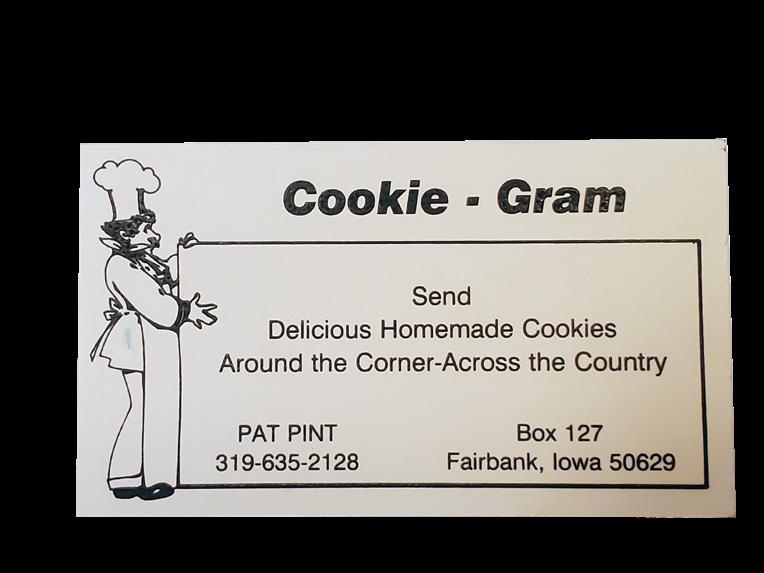 Cookie - Gram
Send
Delicious Homemade Cookies
Around the Corner-Across the Country
PAT PINT
319-635-2128
Box 127
Fairbank, Iowa 50629